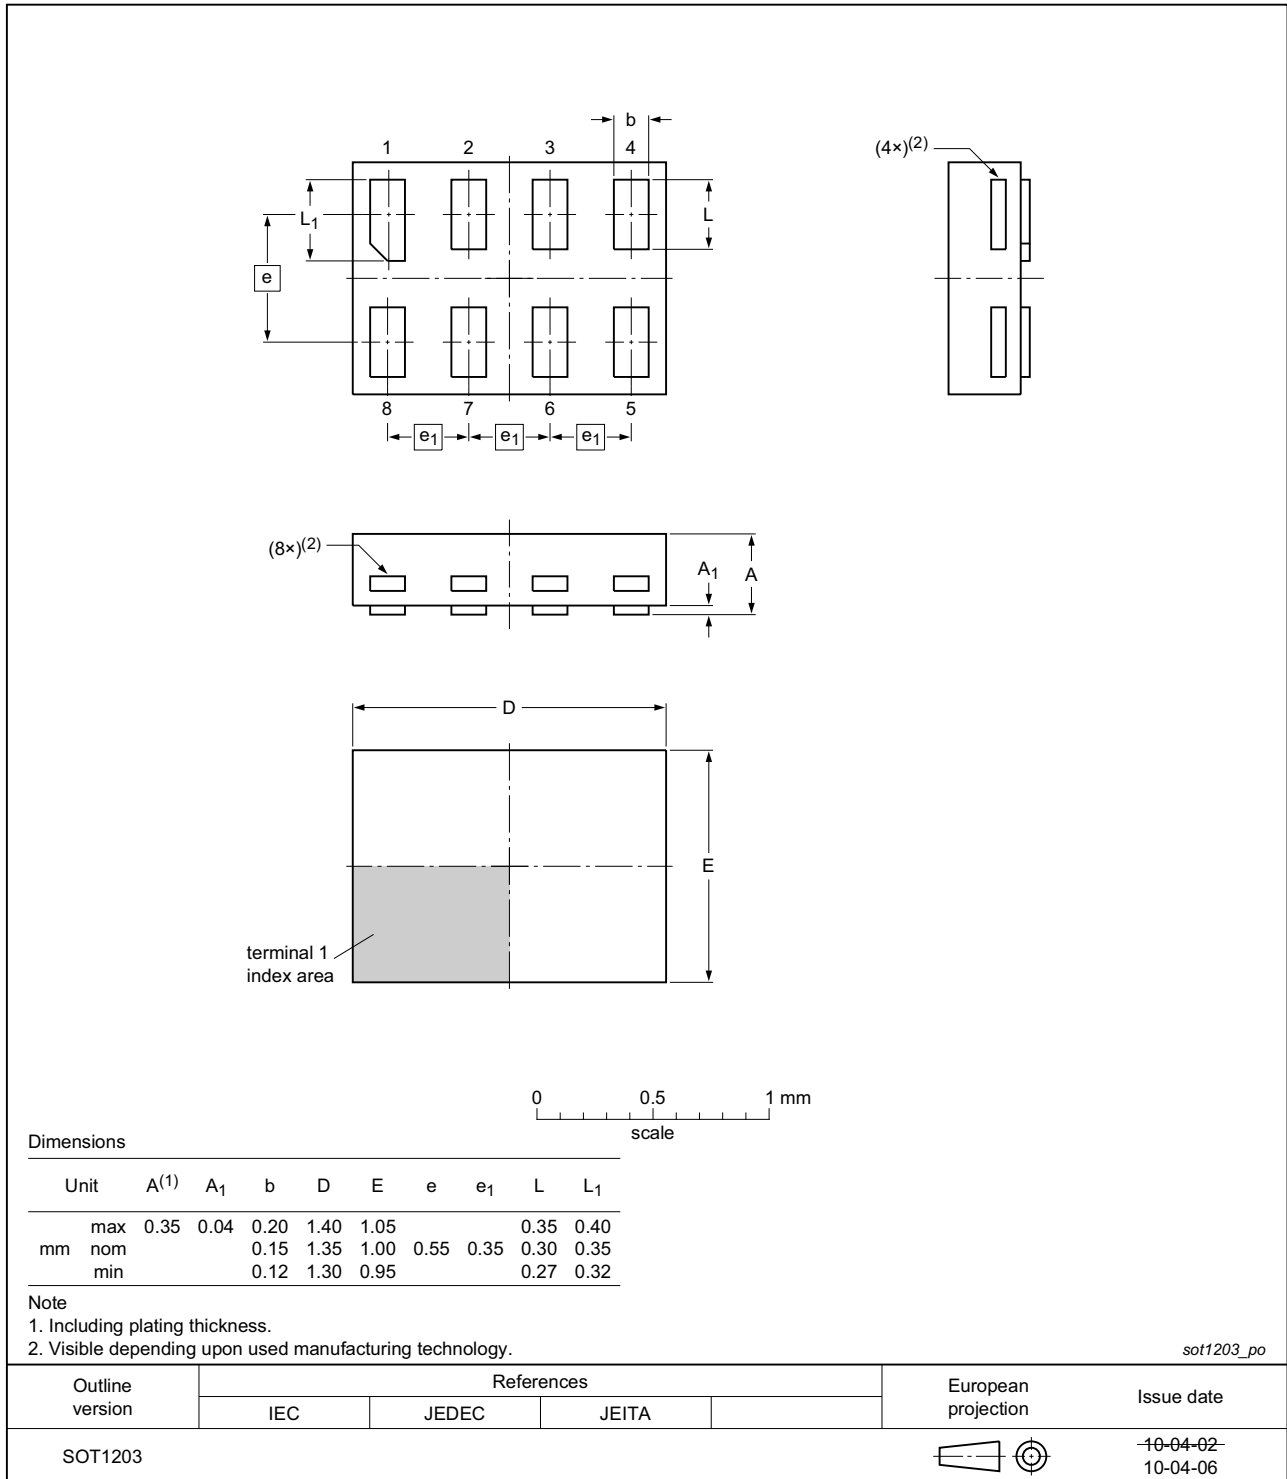 b
1 2 3 4
(4×)(2)
L1
L
e
8 7 6 5
e1 e1 e1
(8×)(2)
A1 A
D
E
terminal 1
index area
0 0.5 1 mm
scale
Dimensions
Unit A(1) A1 b D E e e1 L L1
max 0.35 0.04 0.20 1.40 1.05 0.35 0.40
mm nom 0.15 1.35 1.00 0.55 0.35 0.30 0.35
min 0.12 1.30 0.95 0.27 0.32
Note
1. Including plating thickness.
2. Visible depending upon used manufacturing technology.
sot1203_po
Outline version References European projection Issue date
IEC JEDEC JEITA
SOT1203
10-04-02
10-04-06